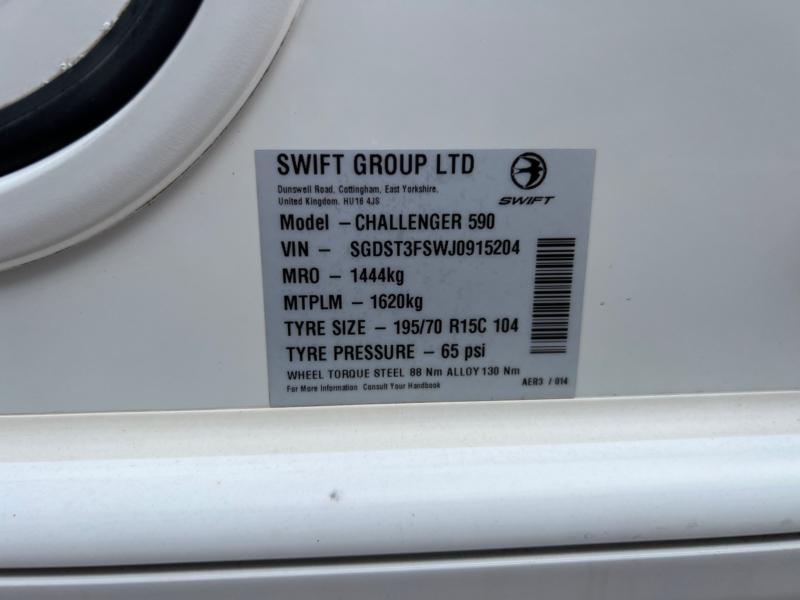 SWIFT GROUP LTD
Dunswell Road, Cottingham, East Yorkshire,
United Kingdom. HU16 4JS
SWIFT
Model – CHALLENGER 590
VIN – SGDST3FSWJ0915204
MRO – 1444kg
MTPLM – 1620kg
TYRE SIZE – 195/70 R15C 104
TYRE PRESSURE – 65 psi
WHEEL TORQUE STEEL 88 Nm ALLOY 130 Nm
For More Information Consult Your Handbook
AER3 / 014